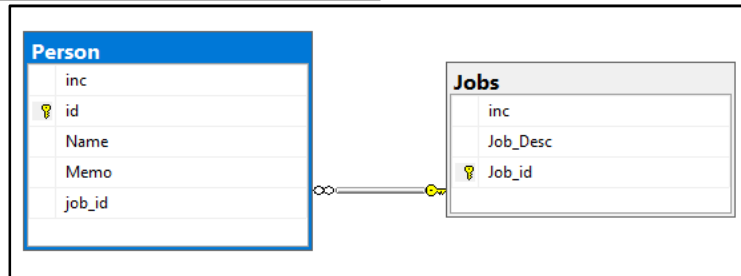 Person
inc
id
Name
Memo
job_id
Jobs
inc
Job_Desc
Job_id